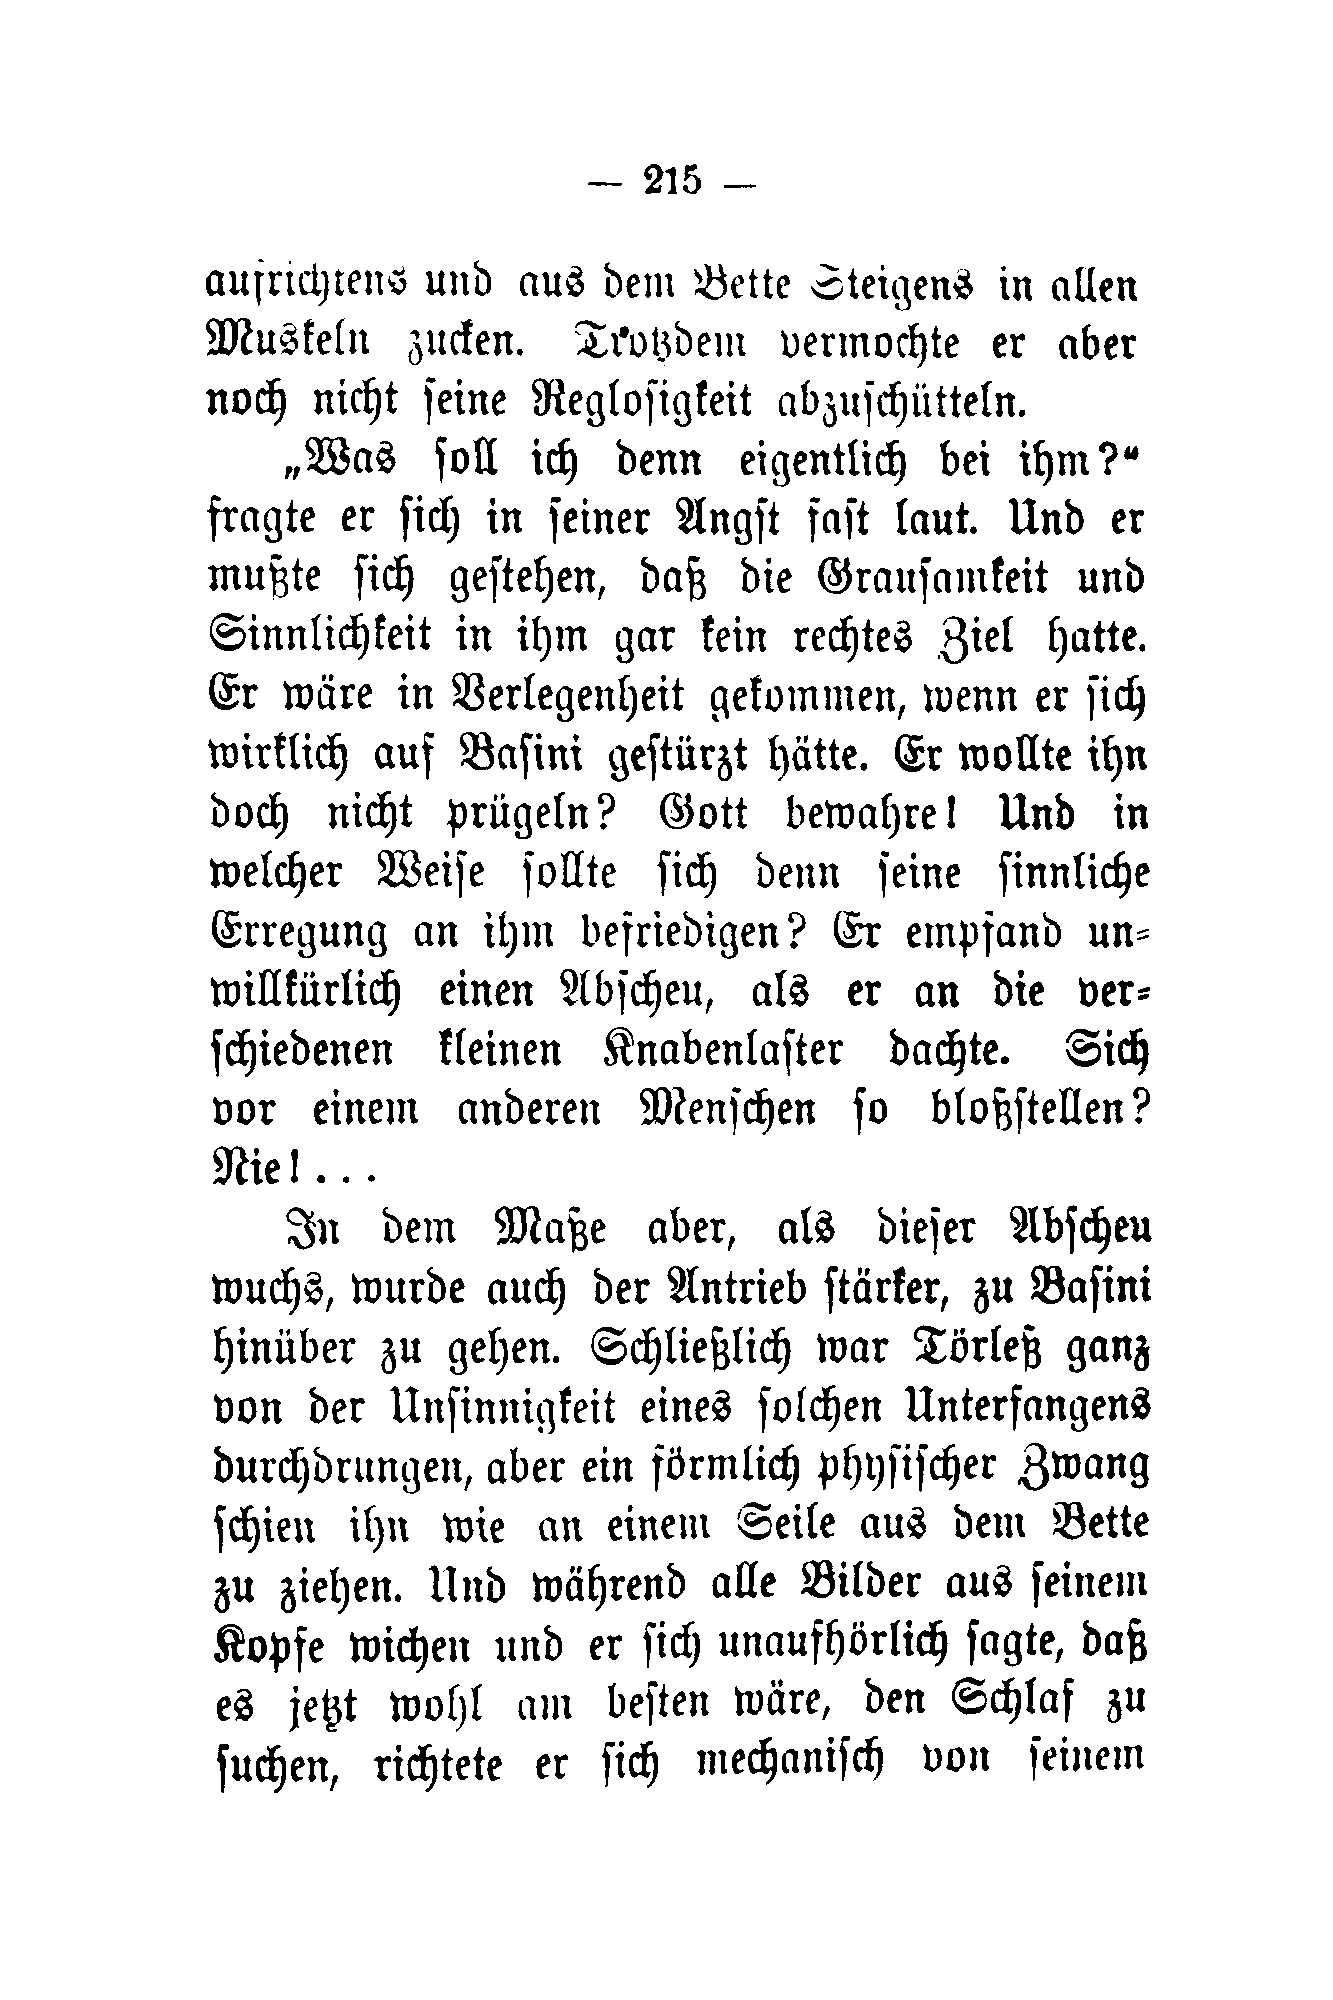 — 215 —
aufrichtens und aus dem Bette Steigens in allen
Muskeln zucken. Trotzdem vermochte er aber
noch nicht seine Reglosigkeit abzuschütteln.
„Was soll ich denn eigentlich bei ihm?“
fragte er sich in seiner Angst fast laut. Und er
mußte sich gestehen, daß die Grausamkeit und
Sinnlichkeit in ihm gar kein rechtes Ziel hatte.
Er wäre in Verlegenheit gekommen, wenn er sich
wirklich auf Basini gestürzt hätte. Er wollte ihn
doch nicht prügeln? Gott bewahre! Und in
welcher Weise sollte sich denn seine sinnliche
Erregung an ihm befriedigen? Er empfand un-
willkürlich einen Abscheu, als er an die ver-
schiedenen kleinen Knabenlaster dachte. Sich
vor einem anderen Menschen so bloßstellen?
Nie! . . .
In dem Maße aber, als dieser Abscheu
wuchs, wurde auch der Antrieb stärker, zu Basini
hinüber zu gehen. Schließlich war Törleß ganz
von der Unsinnigkeit eines solchen Unterfangens
durchdrungen, aber ein förmlich physischer Zwang
schien ihn wie an einem Seile aus dem Bette
zu ziehen. Und während alle Bilder aus seinem
Kopfe wichen und er sich unaufhörlich sagte, daß
es jetzt wohl am besten wäre, den Schlaf zu
suchen, richtete er sich mechanisch von seinem